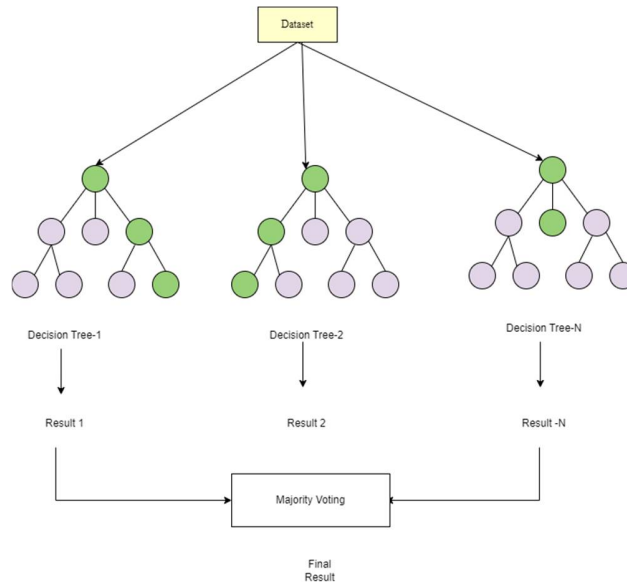 Dataset
Decision Tree-1
Decision Tree-2
Decision Tree-N
Result 1
Result 2
Result -N
Majority Voting
Final
Result